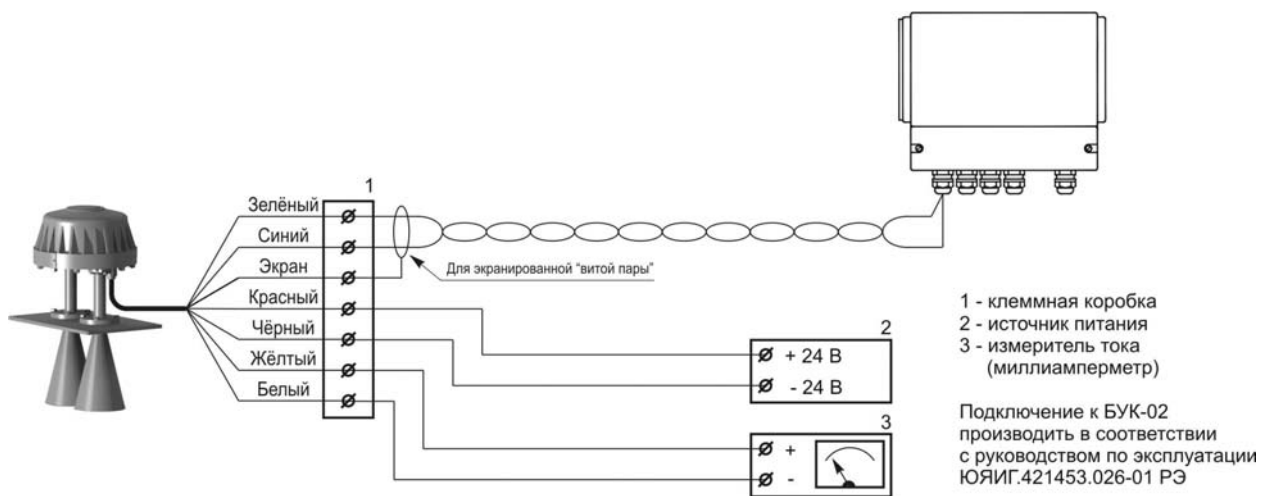 1
Зелёный
Синий
Экран
Красный
Чёрный
Жёлтый
Белый
Для экранированной "витой пары"
2
+ 24 В
- 24 В
3
+
-
1 - клеммная коробка
2 - источник питания
3 - измеритель тока
(миллиамперметр)
Подключение к БУК-02
производить в соответствии
с руководством по эксплуатации
ЮЯИГ.421453.026-01 РЭ